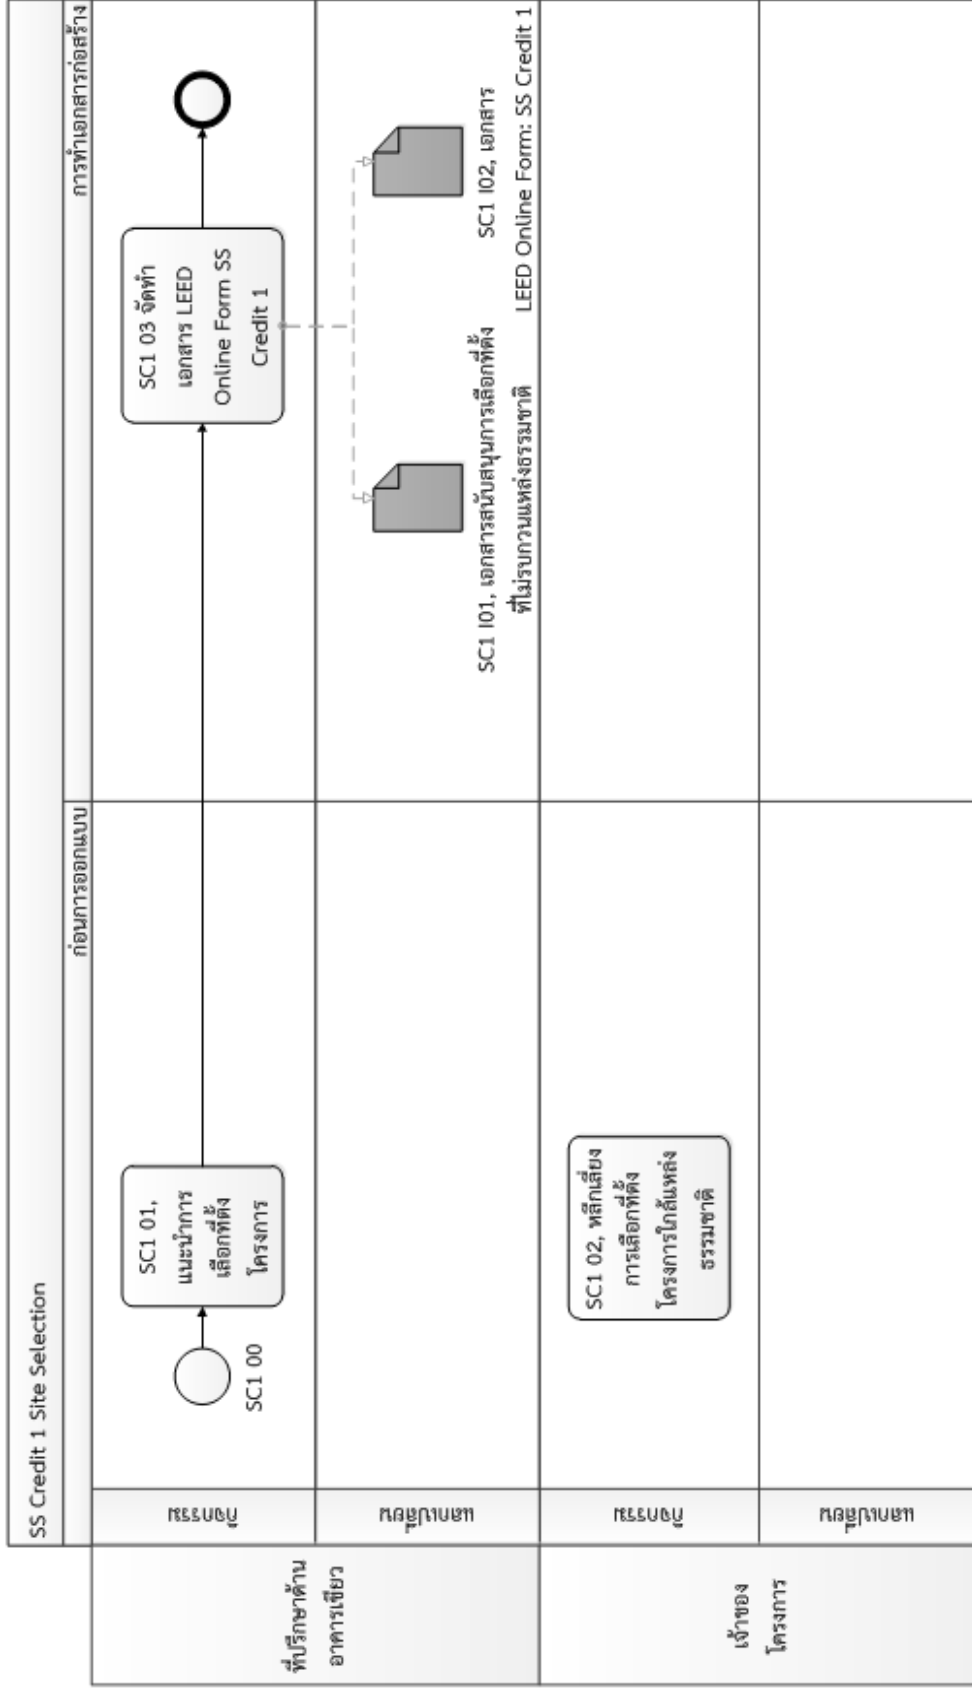 SS Credit 1 Site Selection
ก่อนการออกแบบ
การทำเอกสารก่อสร้าง
ที่ปรึกษาด้าน
อาคารเขียว
กิจกรรม
SC1 00
SC1 01,
แนะนำการ
เลือกที่ตั้ง
โครงการ
SC1 03 จัดทำ
เอกสาร LEED
Online Form SS
Credit 1
แลกเปลี่ยน
SC1 I01, เอกสารสนับสนุนการเลือกที่ตั้ง
ที่ไม่รบกวนแหล่งธรรมชาติ
SC1 I02, เอกสาร
LEED Online Form: SS Credit 1
เจ้าของ
โครงการ
กิจกรรม
SC1 02, หลีกเลี่ยง
การเลือกที่ตั้ง
โครงการใกล้แหล่ง
ธรรมชาติ
แลกเปลี่ยน